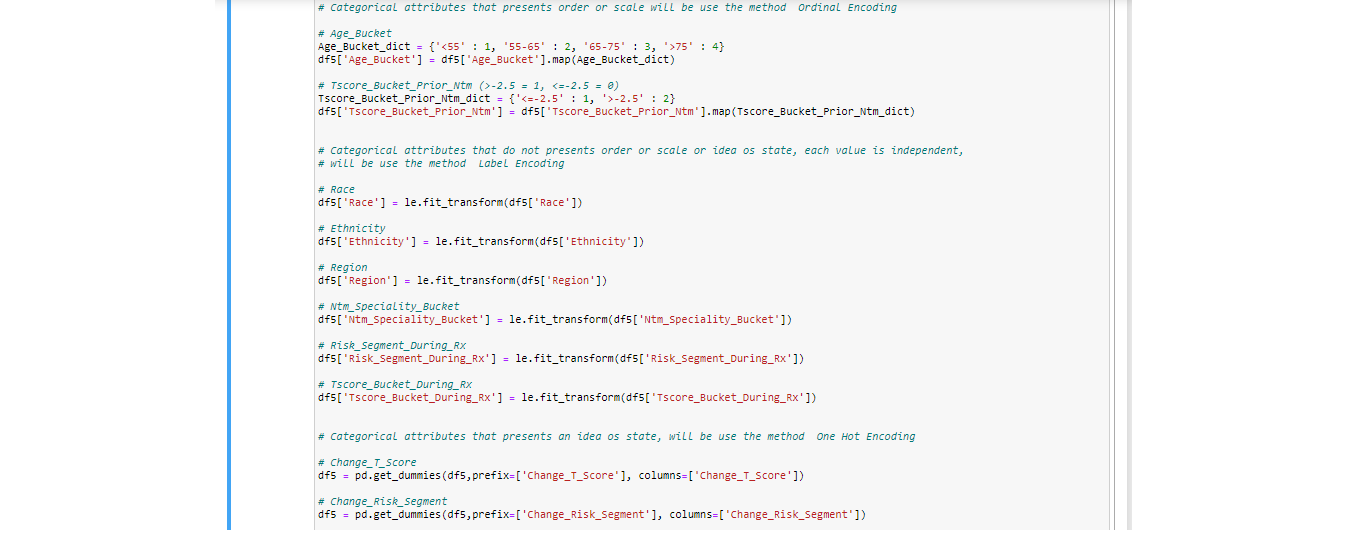 # Categorical attributes that presents order or scale will be use the method  Ordinal Encoding
# Age_Bucket
Age_Bucket_dict = {'<55' : 1, '55-65' : 2, '65-75' : 3, '>75' : 4}
df5['Age_Bucket'] = df5['Age_Bucket'].map(Age_Bucket_dict)
# Tscore_Bucket_Prior_Ntm (>-2.5 = 1, <=-2.5 = 0)
Tscore_Bucket_Prior_Ntm_dict = {'<=-2.5' : 1, '>-2.5' : 2}
df5['Tscore_Bucket_Prior_Ntm'] = df5['Tscore_Bucket_Prior_Ntm'].map(Tscore_Bucket_Prior_Ntm_dict)
# Categorical attributes that do not presents order or scale or idea os state, each value is independent,
# will be use the method  Label Encoding
# Race
df5['Race'] = le.fit_transform(df5['Race'])
# Ethnicity
df5['Ethnicity'] = le.fit_transform(df5['Ethnicity'])
# Region
df5['Region'] = le.fit_transform(df5['Region'])
# Ntm_Speciality_Bucket
df5['Ntm_Speciality_Bucket'] = le.fit_transform(df5['Ntm_Speciality_Bucket'])
# Risk_Segment_During_Rx
df5['Risk_Segment_During_Rx'] = le.fit_transform(df5['Risk_Segment_During_Rx'])
# Tscore_Bucket_During_Rx
df5['Tscore_Bucket_During_Rx'] = le.fit_transform(df5['Tscore_Bucket_During_Rx'])
# Categorical attributes that presents an idea os state, will be use the method  One Hot Encoding
# Change_T_Score
df5 = pd.get_dummies(df5,prefix=['Change_T_Score'], columns=['Change_T_Score'])
# Change_Risk_Segment
df5 = pd.get_dummies(df5,prefix=['Change_Risk_Segment'], columns=['Change_Risk_Segment'])